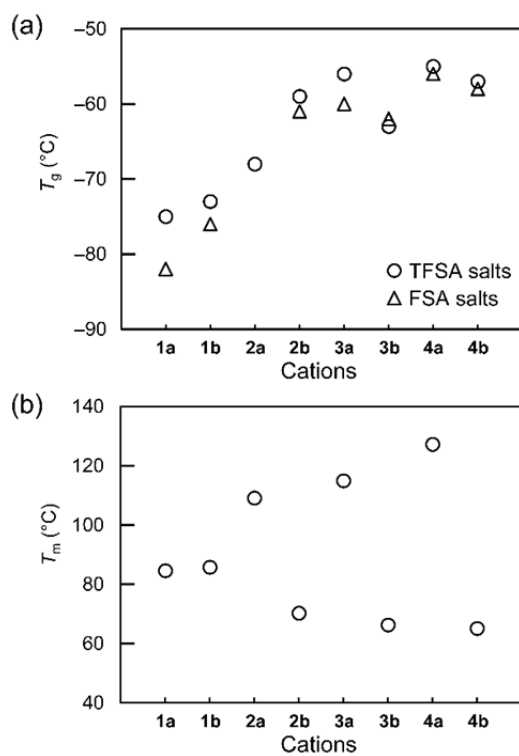 (a)
–50
–60
–70
–80
–90
Tg (°C)
TFSA salts
FSA salts
1a 1b 2a 2b 3a 3b 4a 4b
Cations
(b)
140
120
100
80
60
40
Tm (°C)
1a 1b 2a 2b 3a 3b 4a 4b
Cations